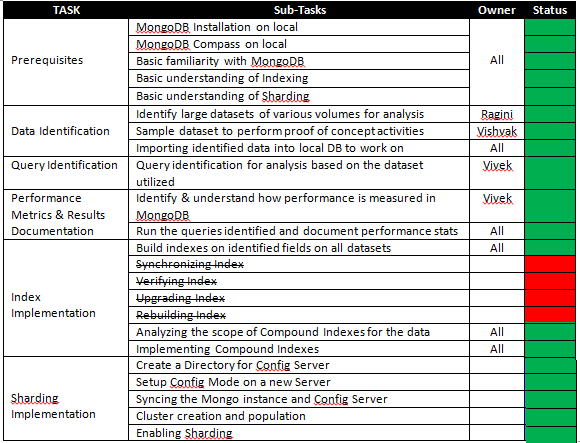 TASK Sub-Tasks Owner Status
Prerequisites
MongoDB Installation on local
MongoDB Compass on local
Basic familiarity with MongoDB
Basic understanding of Indexing
Basic understanding of Sharding
All
Data Identification
Identify large datasets of various volumes for analysis Ragini
Sample dataset to perform proof of concept activities Vishvak
Importing identified data into local DB to work on All
Query Identification
Query identification for analysis based on the dataset
utilized
Vivek
Performance
Metrics & Results
Documentation
Identify & understand how performance is measured in
MongoDB
Vivek
Run the queries identified and document performance stats All
Index
Implementation
Build indexes on identified fields on all datasets All
Synchronizing Index
Verifying Index
Upgrading Index
Rebuilding Index
Analyzing the scope of Compound Indexes for the data All
Implementing Compound Indexes All
Sharding
Implementation
Create a Directory for Config Server
Setup Config Mode on a new Server
Syncing the Mongo instance and Config Server
Cluster creation and population
Enabling Sharding